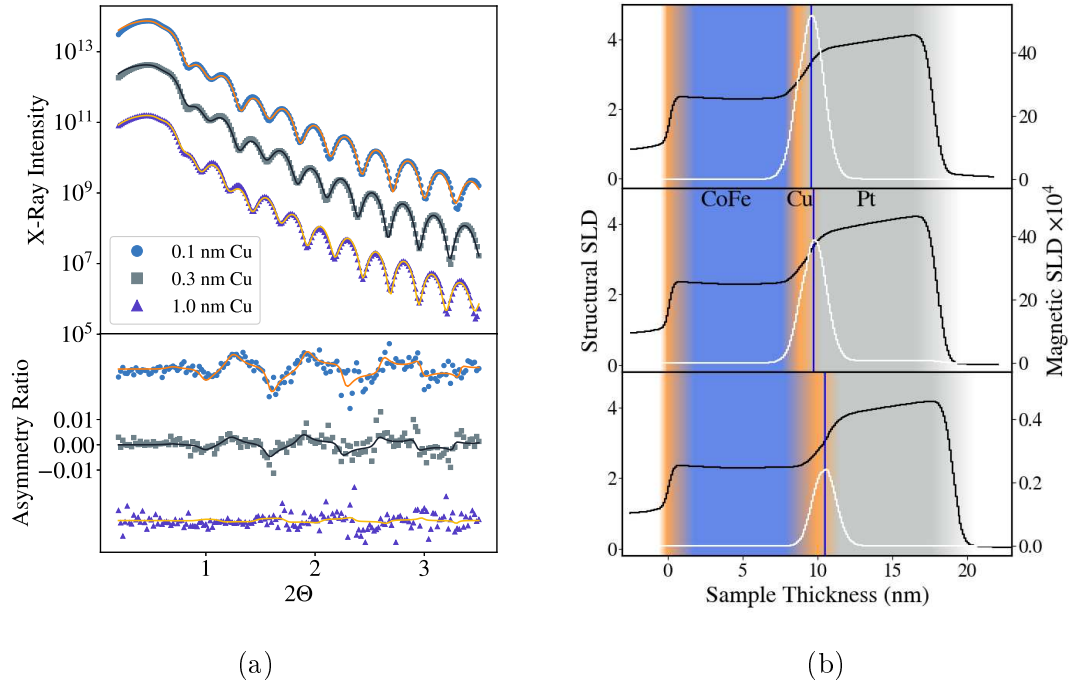 10^13
10^11
10^9
10^7
10^5
X-Ray Intensity
0.1 nm Cu
0.3 nm Cu
1.0 nm Cu
0.01
0.00
−0.01
Asymmetry Ratio
1 2 3
2Θ
(a)
4
2
0
40
20
0
CoFe Cu Pt
4
2
0
40
20
0
4
2
0
0.4
0.2
0.0
Structural SLD
Magnetic SLD ×10^4
0 5 10 15 20
Sample Thickness (nm)
(b)